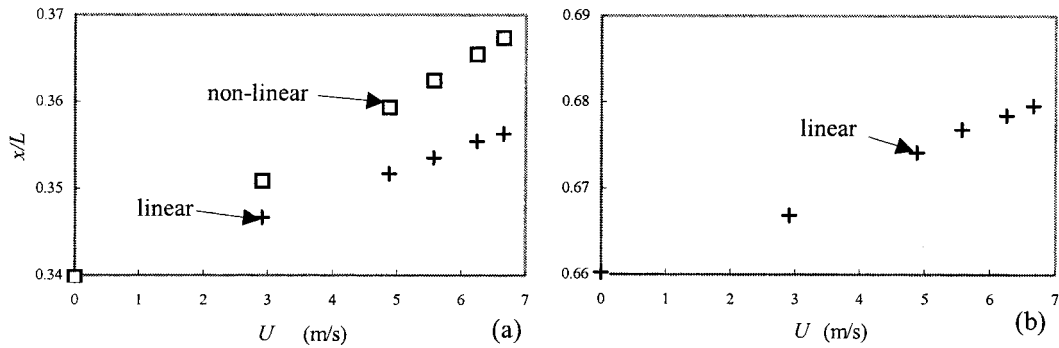 0.37
0.36
0.35
0.34
x/L
non-linear
linear
0 1 2 3 4 5 6 7
U (m/s)
(a)
0.69
0.68
0.67
0.66
linear
0 1 2 3 4 5 6 7
U (m/s)
(b)